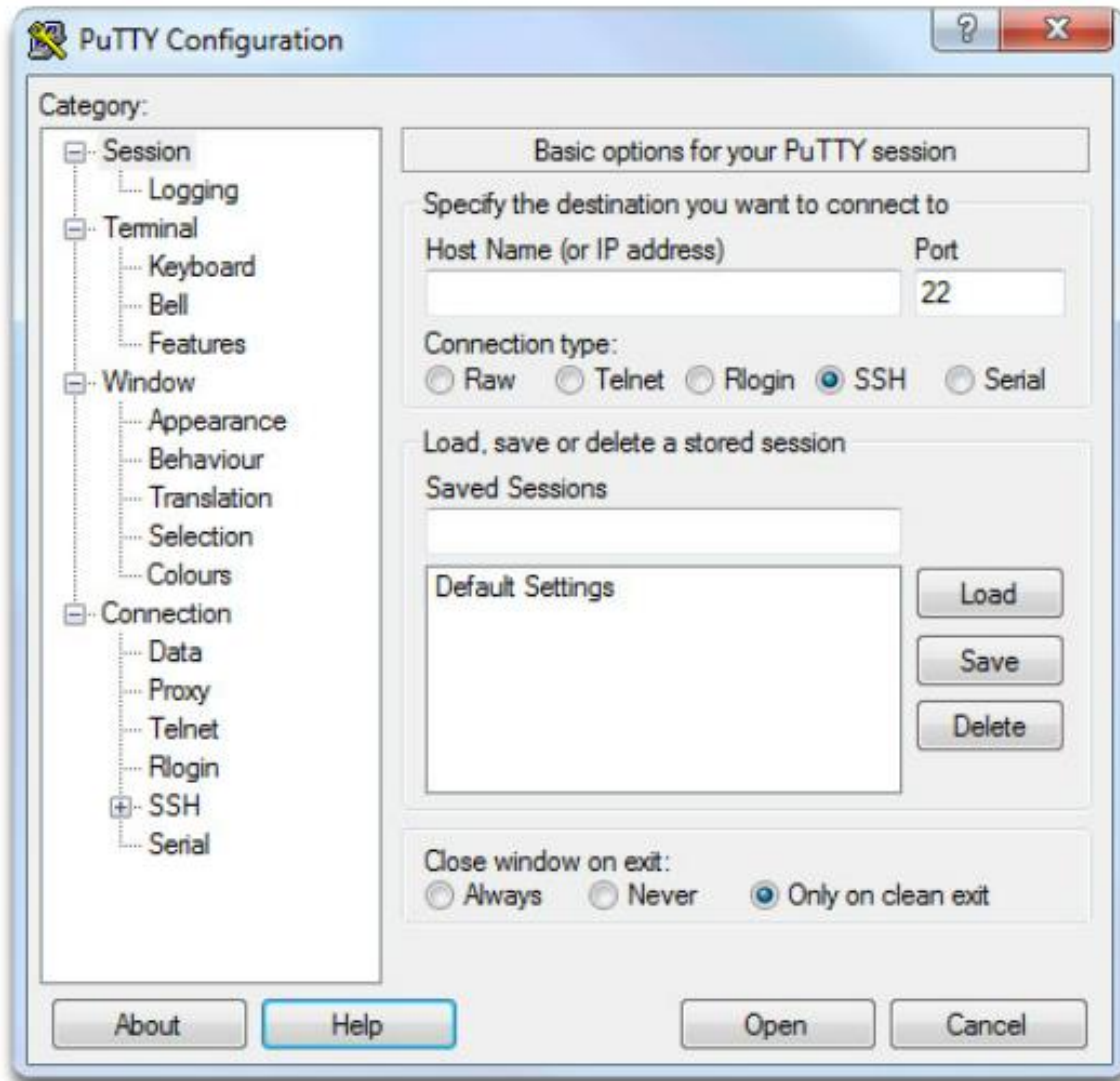 PuTTY Configuration
Category:
Session
Logging
Terminal
Keyboard
Bell
Features
Window
Appearance
Behaviour
Translation
Selection
Colours
Connection
Data
Proxy
Telnet
Rlogin
SSH
Serial
Basic options for your PuTTY session
Specify the destination you want to connect to
Host Name (or IP address) Port
22
Connection type:
Raw Telnet Rlogin SSH Serial
Load, save or delete a stored session
Saved Sessions
Default Settings
Load
Save
Delete
Close window on exit:
Always Never Only on clean exit
About Help Open Cancel